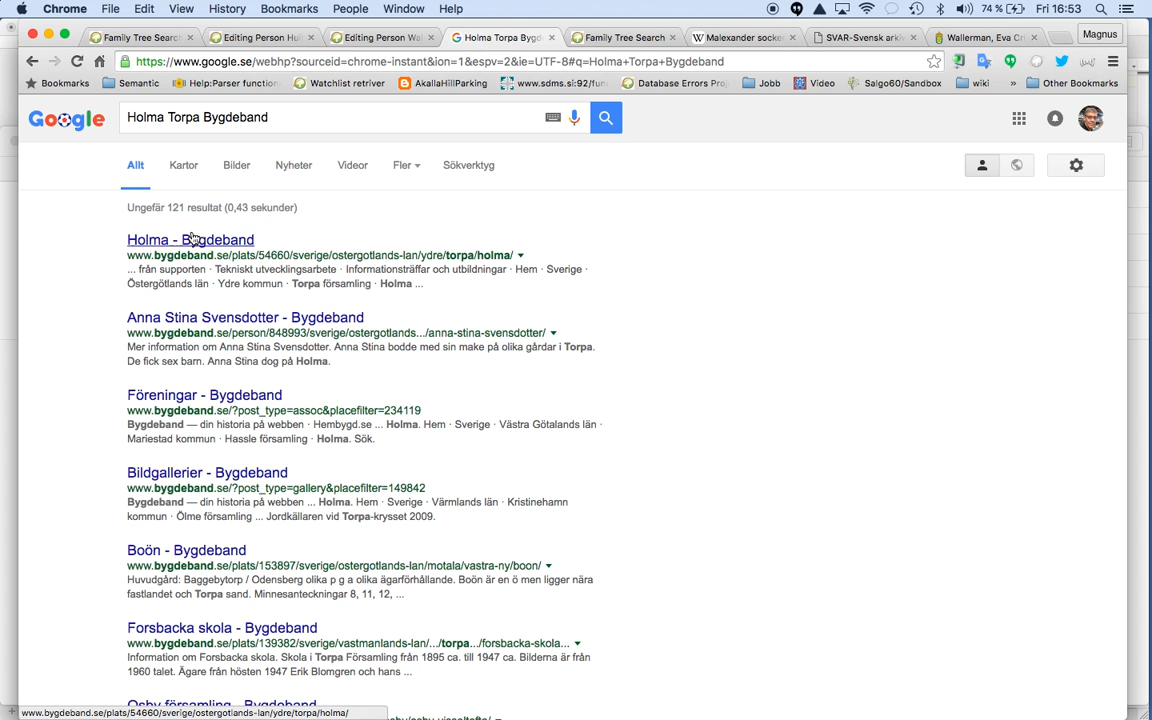 Chrome File Edit View History Bookmarks People Window Help 74 % Fri 16:53
Family Tree Searc Editing Person Hu Editing Person Wa Holma Torpa Bygd Family Tree Search Malexander socke SVAR-Svensk arki Wallerman, Eva Cr Magnus
https://www.google.se/webhp?sourceid=chrome-instant&ion=1&espv=2&ie=UTF-8#q=Holma+Torpa+Bygdeband
Bookmarks Semantic Help:Parser function Watchlist retriver AkallaHillParking www.sdms.si:92/fun Database Errors Proj Jobb Video Salgo60/Sandbox wiki » Other Bookmarks
Google Holma Torpa Bygdeband
Allt Kartor Bilder Nyheter Videor Fler Sökverktyg
Ungefär 121 resultat (0,43 sekunder)
Holma - Bygdeband
www.bygdeband.se/plats/54660/sverige/ostergotlands-lan/ydre/torpa/holma/
... från supporten · Tekniskt utvecklingsarbete · Informationsträffar och utbildningar · Hem · Sverige ·
Östergötlands län · Ydre kommun · Torpa församling · Holma ...
Anna Stina Svensdotter - Bygdeband
www.bygdeband.se/person/848993/sverige/ostergotlands.../anna-stina-svensdotter/
Mer information om Anna Stina Svensdotter. Anna Stina bodde med sin make på olika gårdar i Torpa.
De fick sex barn. Anna Stina dog på Holma.
Föreningar - Bygdeband
www.bygdeband.se/?post_type=assoc&placefilter=234119
Bygdeband — din historia på webben · Hembygd.se ... Holma. Hem · Sverige · Västra Götalands län ·
Mariestad kommun · Hassle församling · Holma. Sök.
Bildgallerier - Bygdeband
www.bygdeband.se/?post_type=gallery&placefilter=149842
Bygdeband — din historia på webben ... Holma. Hem · Sverige · Värmlands län · Kristinehamn
kommun · Ölme församling ... Jordkällaren vid Torpa-krysset 2009.
Boön - Bygdeband
www.bygdeband.se/plats/153897/sverige/ostergotlands-lan/motala/vastra-ny/boon/
Huvudgård: Baggebytorp / Odensberg olika p g a olika ägarförhållande. Boön är en ö men ligger nära
fastlandet och Torpa sand. Minnesanteckningar 8, 11, 12, ...
Forsbacka skola - Bygdeband
www.bygdeband.se/plats/139382/sverige/vastmanlands-lan/.../torpa.../forsbacka-skola...
Information om Forsbacka skola. Skola i Torpa Församling från 1895 ca. till 1947 ca. Bilderna är från
1960 talet. Ägare från hösten 1947 Erik Blomgren och hans ...
Osby församling - Bygdeband
www.bygdeband.se/plats/54660/sverige/ostergotlands-lan/ydre/torpa/holma/